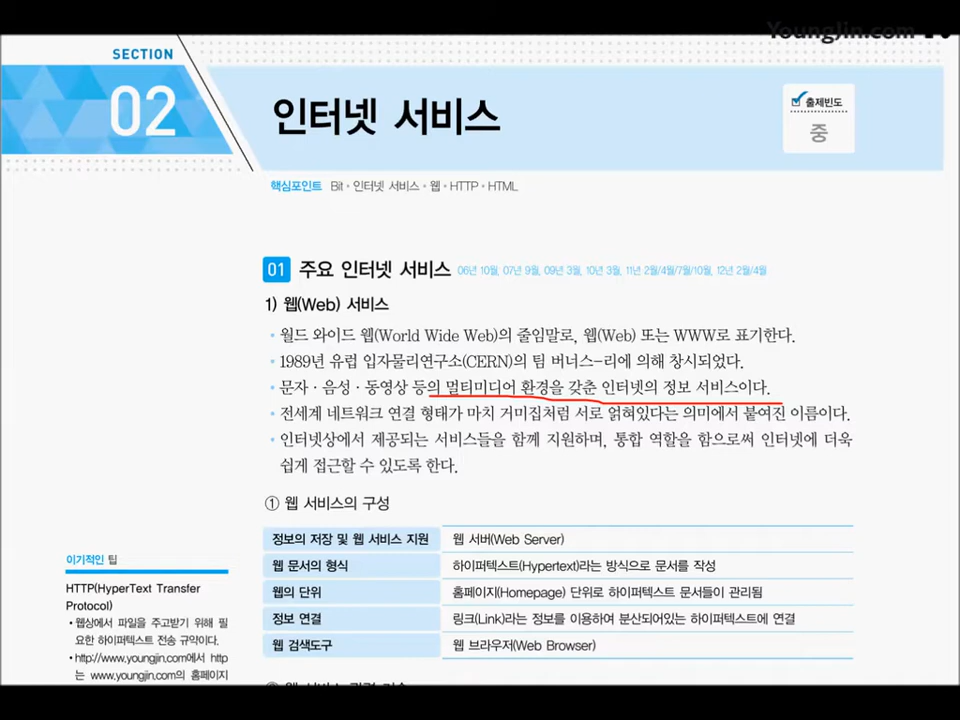 YoungJin.com
SECTION
02
인터넷 서비스
출제빈도
중
핵심포인트 Bit • 인터넷 서비스 • 웹 • HTTP • HTML
01 주요 인터넷 서비스 06년 10월, 07년 9월, 09년 3월, 10년 3월, 11년 2월/4월/7월/10월, 12년 2월/4월
1) 웹(Web) 서비스
• 월드 와이드 웹(World Wide Web)의 줄임말로, 웹(Web) 또는 WWW로 표기한다.
• 1989년 유럽 입자물리연구소(CERN)의 팀 버너스-리에 의해 창시되었다.
• 문자·음성·동영상 등의 멀티미디어 환경을 갖춘 인터넷의 정보 서비스이다.
• 전세계 네트워크 연결 형태가 마치 거미집처럼 서로 얽혀있다는 의미에서 붙여진 이름이다.
• 인터넷상에서 제공되는 서비스들을 함께 지원하며, 통합 역할을 함으로써 인터넷에 더욱
쉽게 접근할 수 있도록 한다.
① 웹 서비스의 구성
정보의 저장 및 웹 서비스 지원 웹 서버(Web Server)
웹 문서의 형식 하이퍼텍스트(Hypertext)라는 방식으로 문서를 작성
웹의 단위 홈페이지(Homepage) 단위로 하이퍼텍스트 문서들이 관리됨
정보 연결 링크(Link)라는 정보를 이용하여 분산되어있는 하이퍼텍스트에 연결
웹 검색도구 웹 브라우저(Web Browser)
이기적인 팁
HTTP(HyperText Transfer
Protocol)
• 웹상에서 파일을 주고받기 위해 필
요한 하이퍼텍스트 전송 규약이다.
• http://www.youngjin.com에서 http
는 www.youngjin.com의 홈페이지